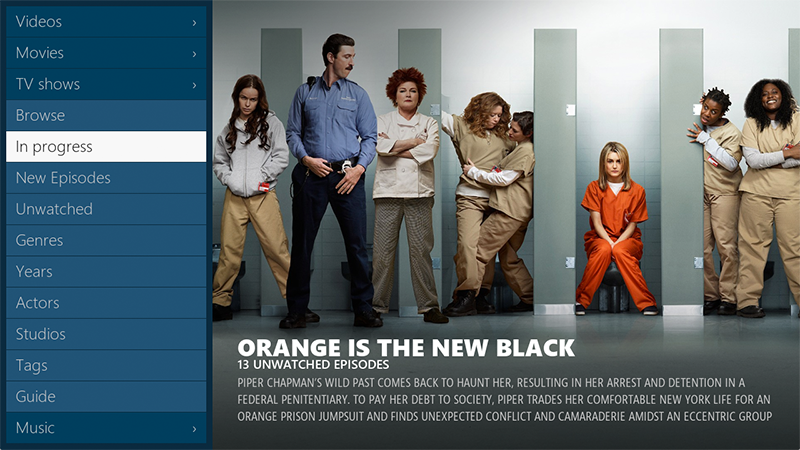 Videos
Movies
TV shows
Browse
In progress
New Episodes
Unwatched
Genres
Years
Actors
Studios
Tags
Guide
Music
ORANGE IS THE NEW BLACK
13 UNWATCHED EPISODES
PIPER CHAPMAN'S WILD PAST COMES BACK TO HAUNT HER, RESULTING IN HER ARREST AND DETENTION IN A
FEDERAL PENITENTIARY. TO PAY HER DEBT TO SOCIETY, PIPER TRADES HER COMFORTABLE NEW YORK LIFE FOR AN
ORANGE PRISON JUMPSUIT AND FINDS UNEXPECTED CONFLICT AND CAMARADERIE AMIDST AN ECCENTRIC GROUP